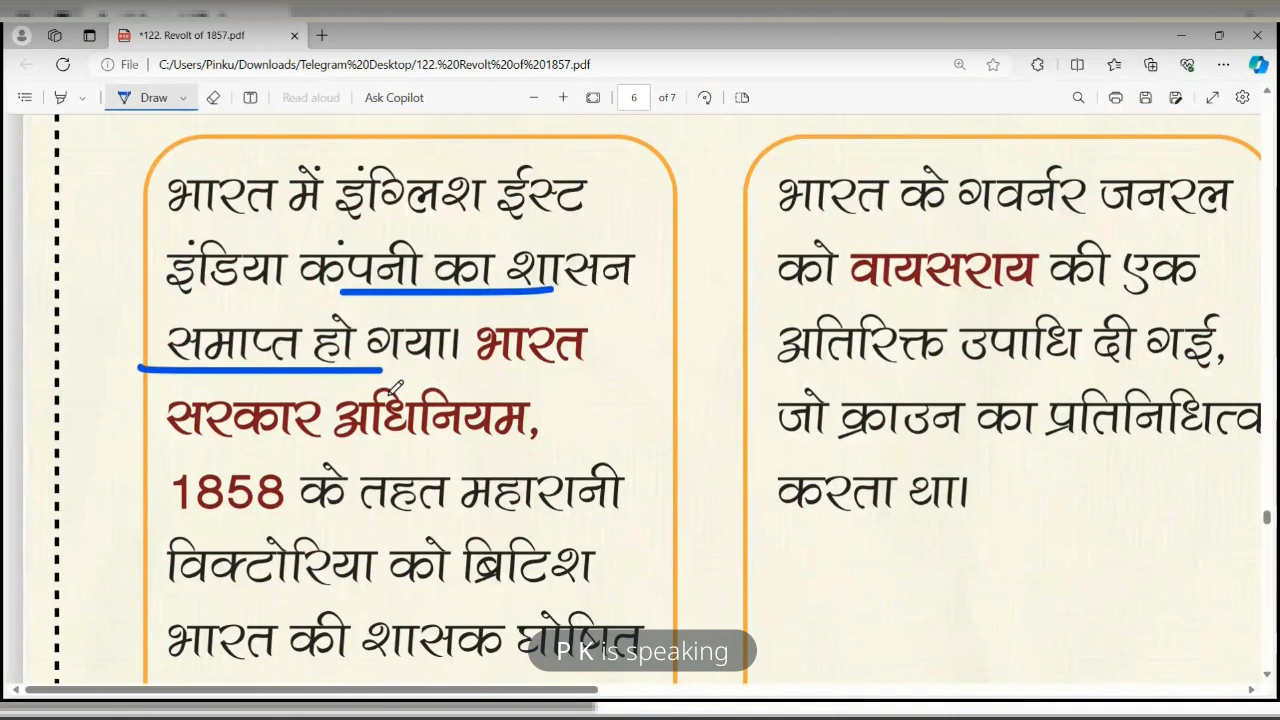 *122. Revolt of 1857.pdf
File C:/Users/Pinku/Downloads/Telegram%20Desktop/122.%20Revolt%20of%201857.pdf
Draw Read aloud Ask Copilot 6 of 7
भारत में इंग्लिश ईस्ट
इंडिया कंपनी का शासन
समाप्त हो गया। भारत
सरकार अधिनियम,
1858 के तहत महारानी
विक्टोरिया को ब्रिटिश
भारत की शासक घोषित
भारत के गवर्नर जनरल
को वायसराय की एक
अतिरिक्त उपाधि दी गई,
जो क्राउन का प्रतिनिधित्व
करता था।
P K is speaking